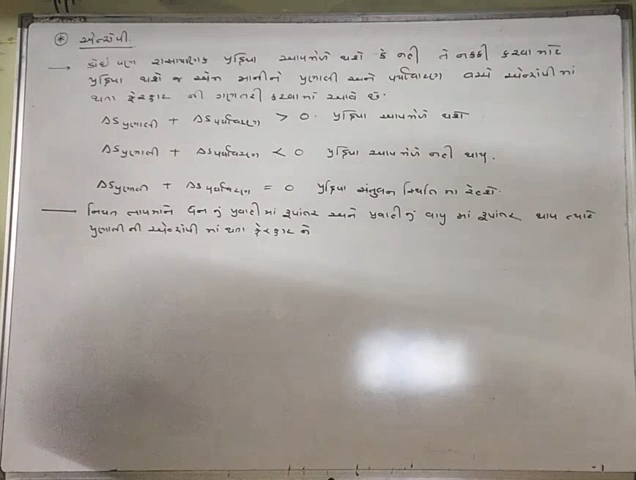 * એન્ટ્રોપી
→ કોઈ પણ રાસાયણિક પ્રક્રિયા આપમેળે થશે કે નહી તે નક્કી કરવા માટે
પ્રક્રિયા થશે જ એમ માનીને પ્રણાલી અને પર્યાવરણ વચ્ચે એન્ટ્રોપી માં
થતા ફેરફાર ની ગણતરી કરવામાં આવે છે.
ΔSપ્રણાલી + ΔSપર્યાવરણ > 0 પ્રક્રિયા આપમેળે થશે
ΔSપ્રણાલી + ΔSપર્યાવરણ < 0 પ્રક્રિયા આપમેળે નહી થાય.
ΔSપ્રણાલી + ΔSપર્યાવરણ = 0 પ્રક્રિયા સંતુલન સ્થિતિ મા રહેશે.
→ નિયત તાપમાને ઘન નું પ્રવાહી માં રૂપાંતર અને પ્રવાહી નું વાયુ માં રૂપાંતર થાય ત્યારે
પ્રણાલી ની એન્ટ્રોપી માં થતા ફેરફાર ને